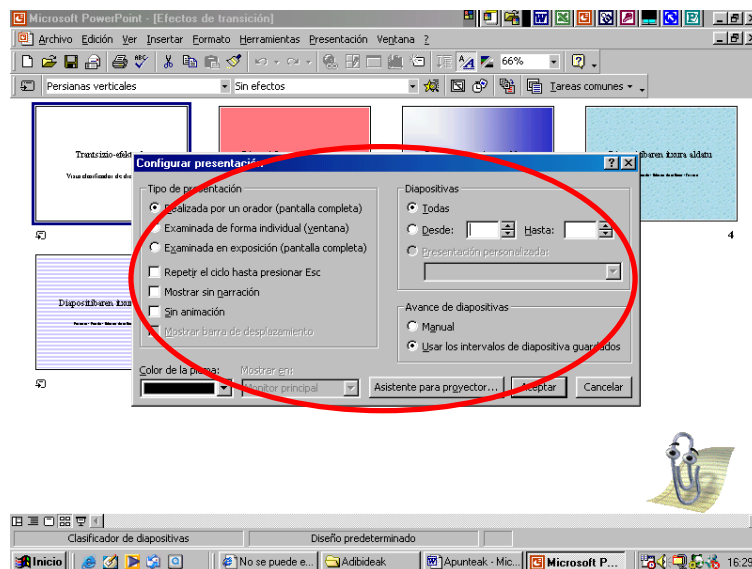 Microsoft PowerPoint - [Efectos de transición]
Archivo Edición Ver Insertar Formato Herramientas Presentación Ventana ?
66%
Persianas verticales Sin efectos Tareas comunes
Configurar presentación
Tipo de presentación
Realizada por un orador (pantalla completa)
Examinada de forma individual (ventana)
Examinada en exposición (pantalla completa)
Repetir el ciclo hasta presionar Esc
Mostrar sin narración
Sin animación
Mostrar barra de desplazamiento
Diapositivas
Todas
Desde: Hasta:
Presentación personalizada:
Avance de diapositivas
Manual
Usar los intervalos de diapositiva guardados
Color de la pluma: Mostrar en:
Monitor principal Asistente para proyector... Aceptar Cancelar
aldatu
4
Diapositibaren
Clasificador de diapositivas Diseño predeterminado
Inicio No se puede e... Adibideak Apunteak - Mic... Microsoft P... 16:29